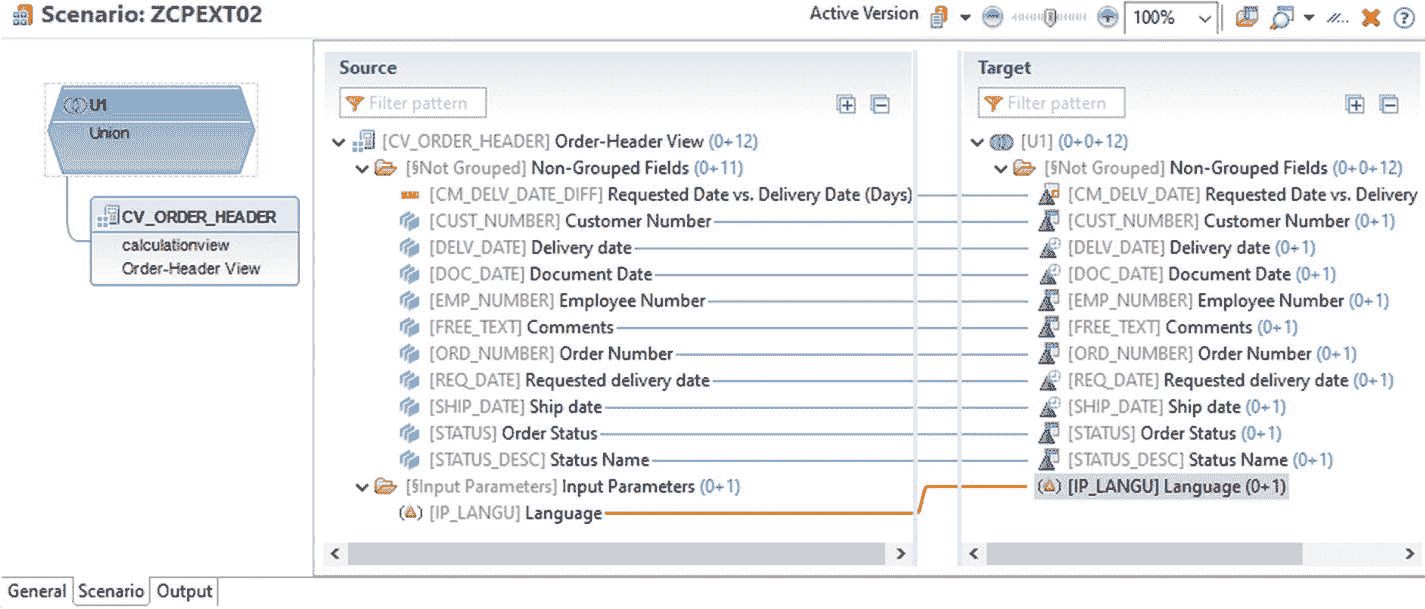 Scenario: ZCPEXT02
Active Version
100%
U1
Union
CV_ORDER_HEADER
calculationview
Order-Header View
Source
Filter pattern
[CV_ORDER_HEADER] Order-Header View (0+12)
[§Not Grouped] Non-Grouped Fields (0+11)
[CM_DELV_DATE_DIFF] Requested Date vs. Delivery Date (Days)
[CUST_NUMBER] Customer Number
[DELV_DATE] Delivery date
[DOC_DATE] Document Date
[EMP_NUMBER] Employee Number
[FREE_TEXT] Comments
[ORD_NUMBER] Order Number
[REQ_DATE] Requested delivery date
[SHIP_DATE] Ship date
[STATUS] Order Status
[STATUS_DESC] Status Name
[§Input Parameters] Input Parameters (0+1)
[IP_LANGU] Language
Target
Filter pattern
[U1] (0+0+12)
[§Not Grouped] Non-Grouped Fields (0+0+12)
[CM_DELV_DATE] Requested Date vs. Delivery
[CUST_NUMBER] Customer Number (0+1)
[DELV_DATE] Delivery date (0+1)
[DOC_DATE] Document Date (0+1)
[EMP_NUMBER] Employee Number (0+1)
[FREE_TEXT] Comments (0+1)
[ORD_NUMBER] Order Number (0+1)
[REQ_DATE] Requested delivery date (0+1)
[SHIP_DATE] Ship date (0+1)
[STATUS] Order Status (0+1)
[STATUS_DESC] Status Name (0+1)
[IP_LANGU] Language (0+1)
General Scenario Output